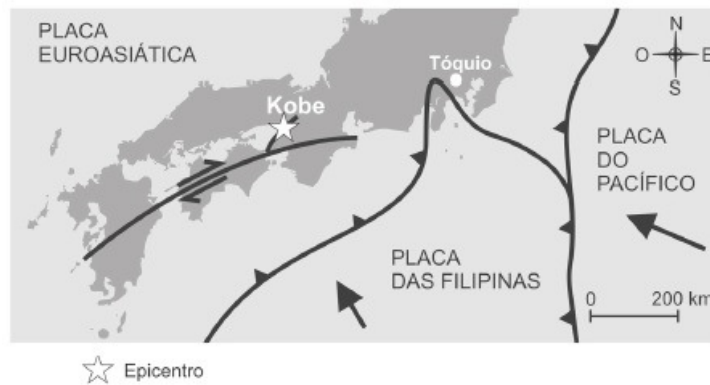 PLACA
EUROASIÁTICA
Kobe
Tóquio
N
O
E
S
PLACA
DO
PACÍFICO
PLACA
DAS FILIPINAS
0
200 km
Epicentro